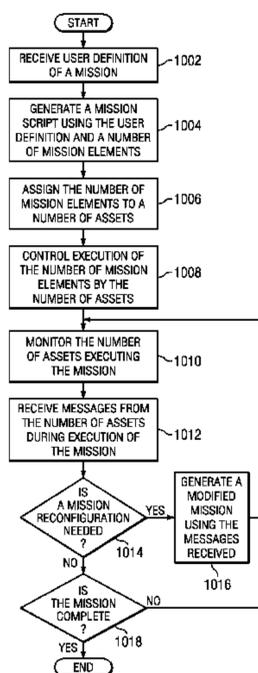 START
RECEIVE USER DEFINITION
OF A MISSION
1002
GENERATE A MISSION
SCRIPT USING THE USER
DEFINITION AND A NUMBER
OF MISSION ELEMENTS
1004
ASSIGN THE NUMBER OF
MISSION ELEMENTS TO A
NUMBER OF ASSETS
1006
CONTROL EXECUTION OF
THE NUMBER OF MISSION
ELEMENTS BY THE
NUMBER OF ASSETS
1008
MONITOR THE NUMBER
OF ASSETS EXECUTING
THE MISSION
1010
RECEIVE MESSAGES FROM
THE NUMBER OF ASSETS
DURING EXECUTION OF
THE MISSION
1012
IS
A MISSION
RECONFIGURATION
NEEDED
?
1014
YES
GENERATE A
MODIFIED
MISSION
USING THE
MESSAGES
RECEIVED
1016
NO
IS
THE MISSION
COMPLETE
?
1018
NO
YES
END